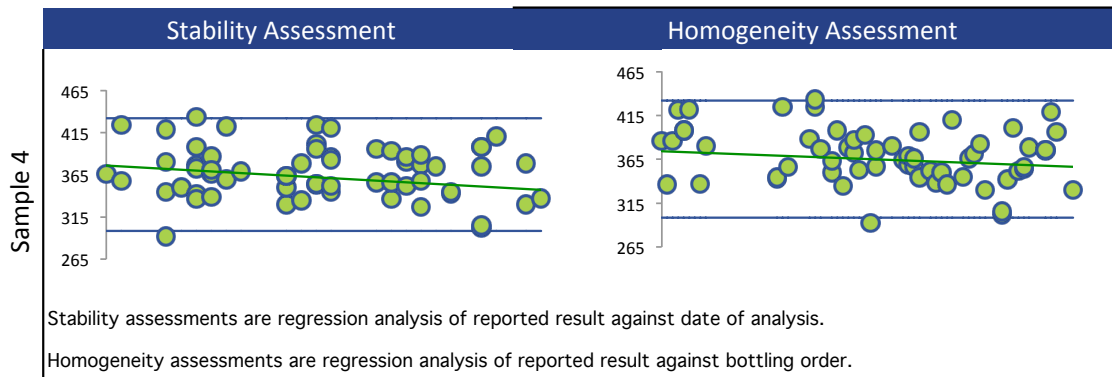 Stability Assessment
Homogeneity Assessment
Sample 4
465
415
365
315
265
465
415
365
315
265
Stability assessments are regression analysis of reported result against date of analysis.
Homogeneity assessments are regression analysis of reported result against bottling order.